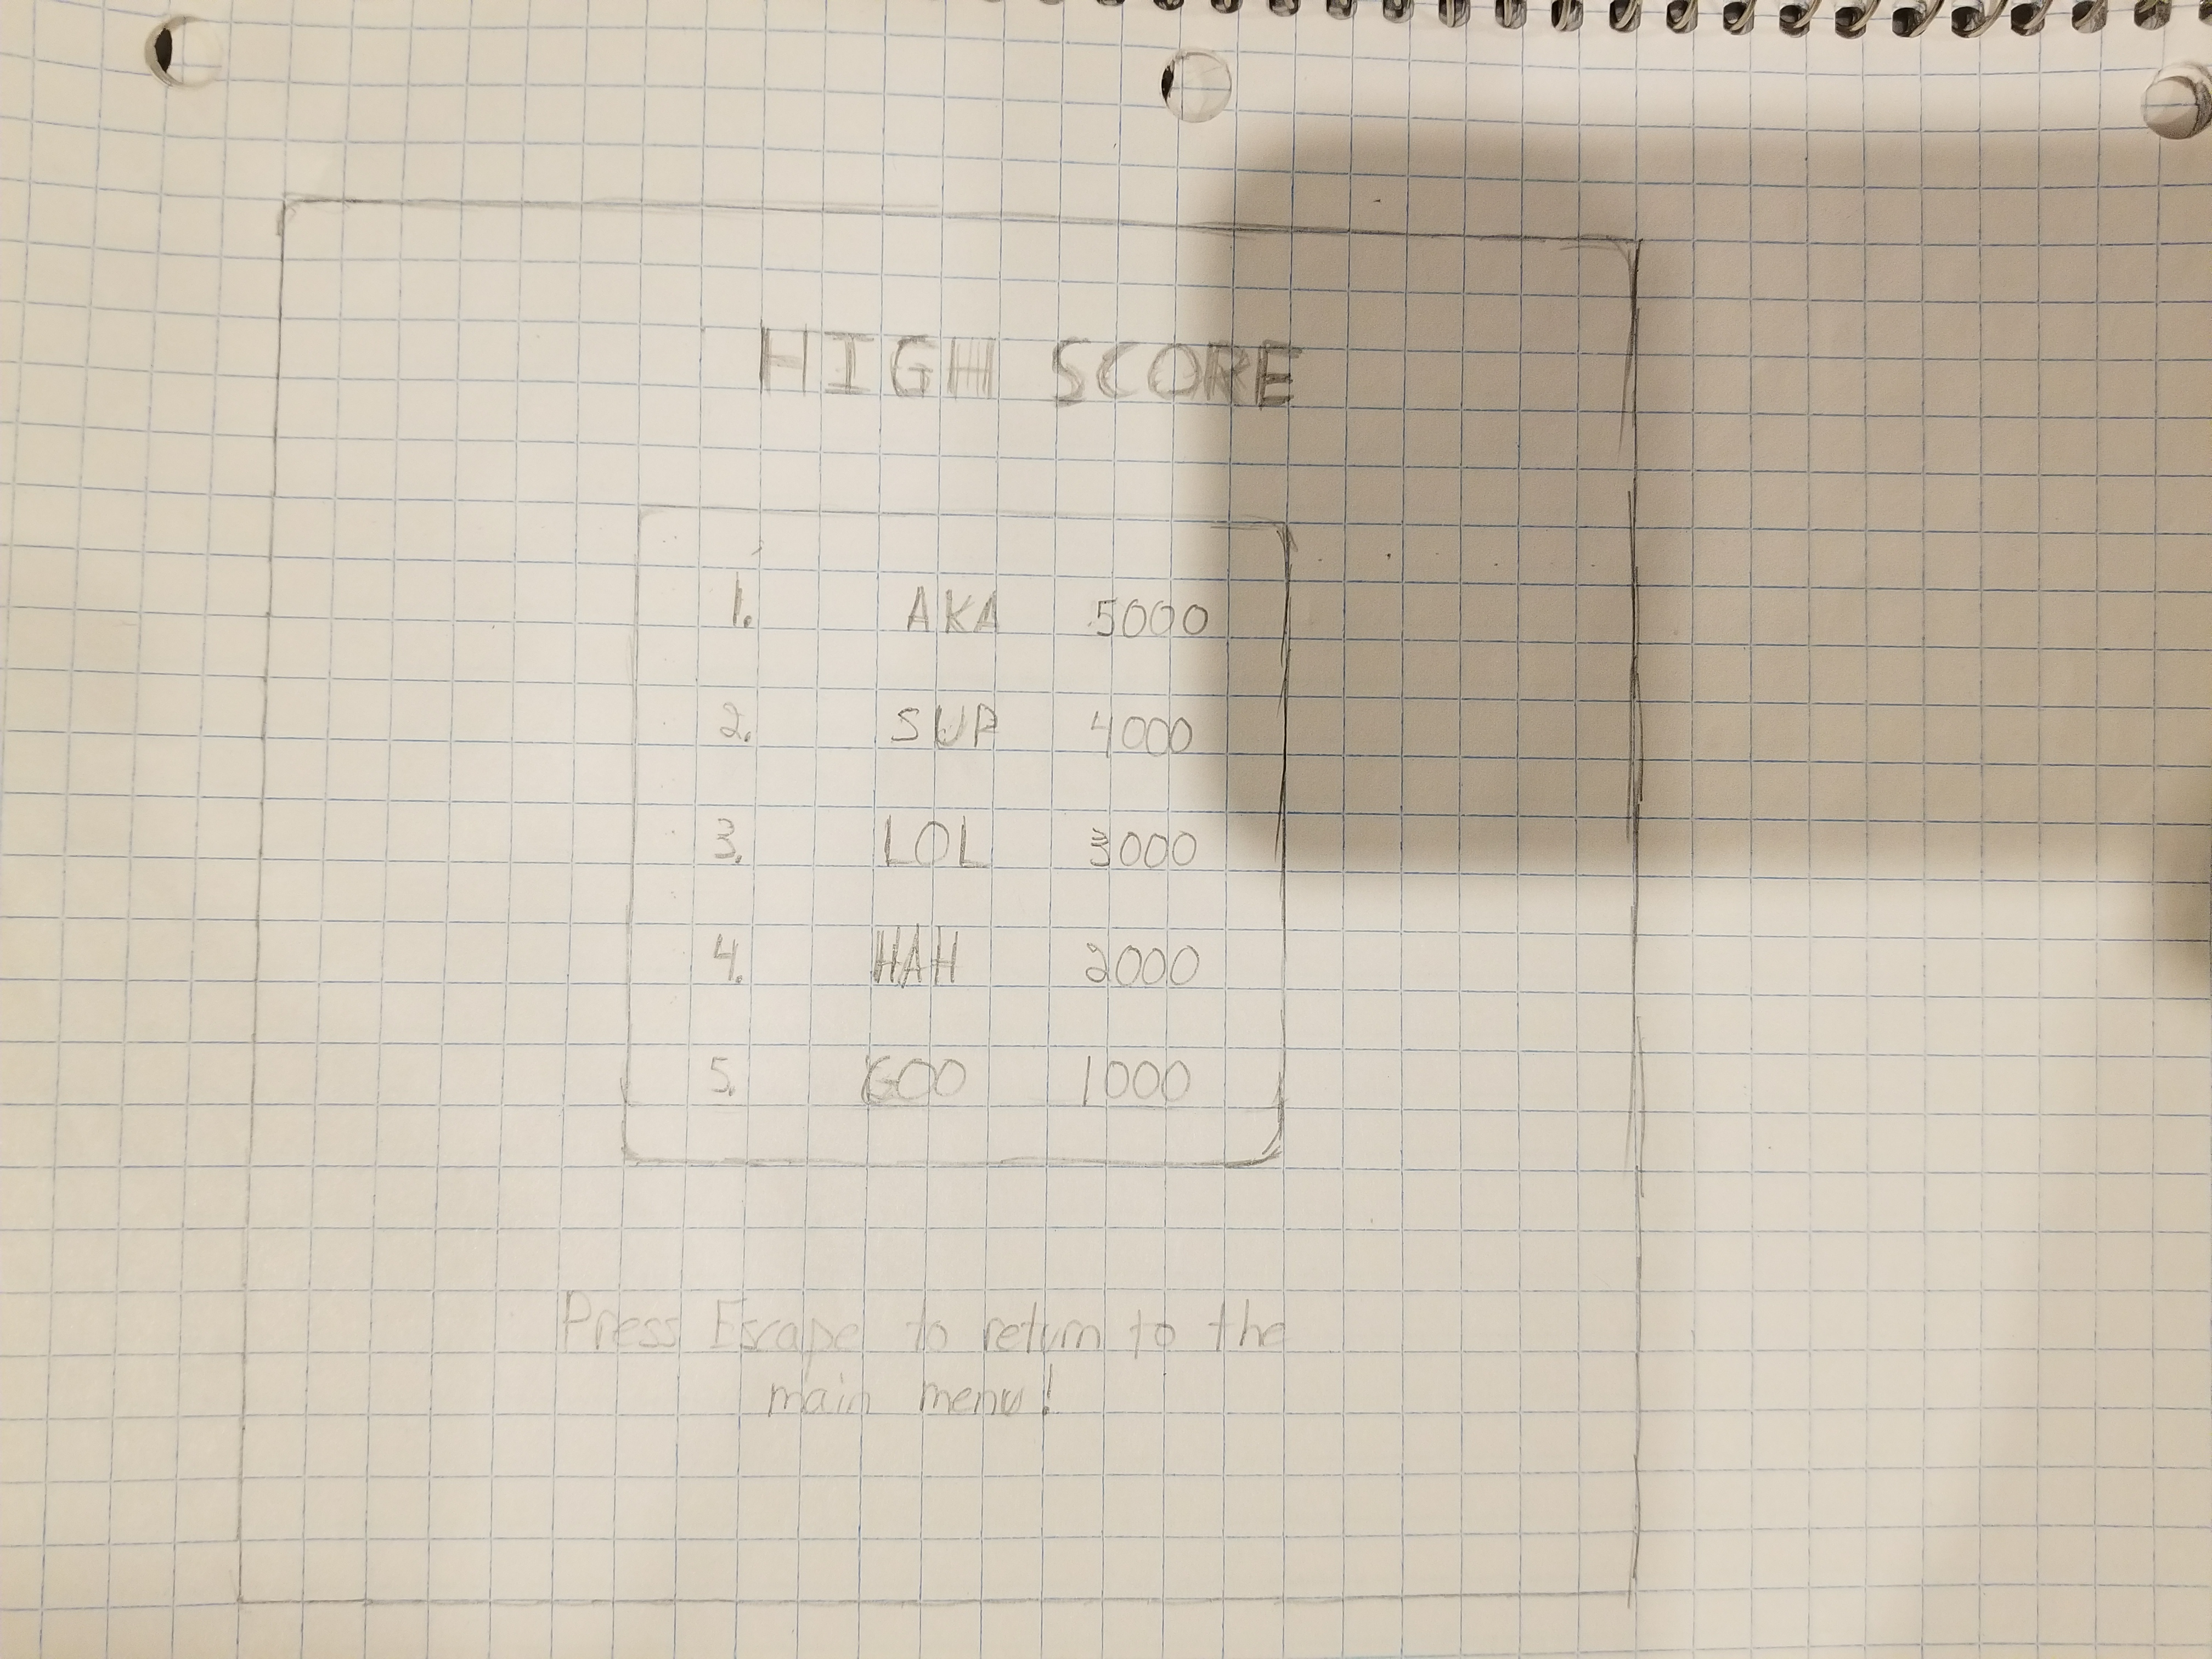 HIGH SCORE
1. AKA 5000
2. SUP 4000
3. LOL 3000
4. HAH 2000
5. GOO 1000
Press Escape to return to the
main menu!